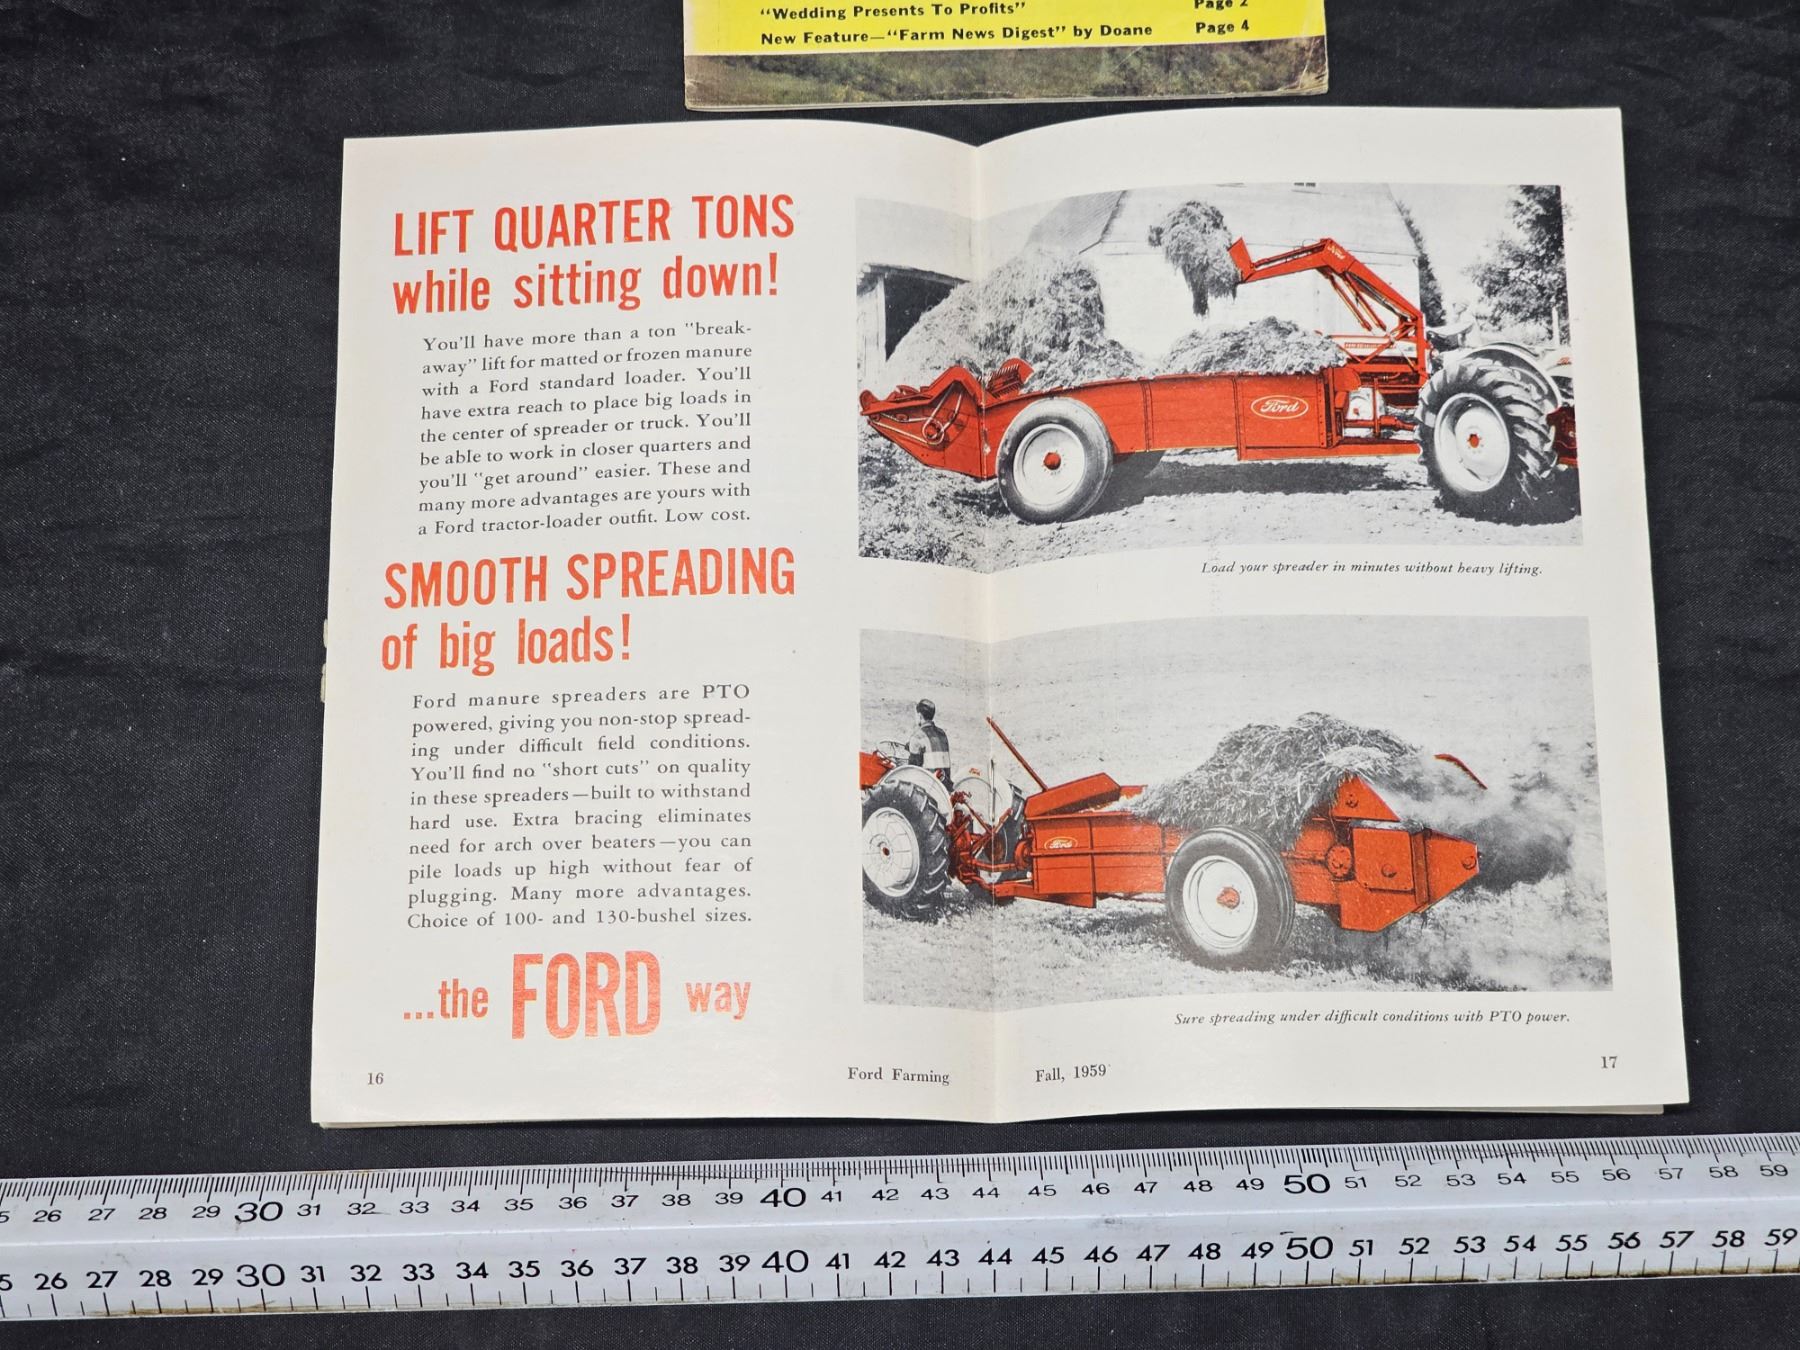 "Wedding Presents To Profits" Page 2
New Feature—"Farm News Digest" by Doane Page 4
LIFT QUARTER TONS
while sitting down!
You'll have more than a ton "break-
away" lift for matted or frozen manure
with a Ford standard loader. You'll
have extra reach to place big loads in
the center of spreader or truck. You'll
be able to work in closer quarters and
you'll "get around" easier. These and
many more advantages are yours with
a Ford tractor-loader outfit. Low cost.
SMOOTH SPREADING
of big loads!
Ford manure spreaders are PTO
powered, giving you non-stop spread-
ing under difficult field conditions.
You'll find no "short cuts" on quality
in these spreaders—built to withstand
hard use. Extra bracing eliminates
need for arch over beaters—you can
pile loads up high without fear of
plugging. Many more advantages.
Choice of 100- and 130-bushel sizes.
...the FORD way
16
Ford Farming
Ford
Load your spreader in minutes without heavy lifting.
Ford
Sure spreading under difficult conditions with PTO power.
Fall, 1959
17
26 27 28 29 30 31 32 33 34 35 36 37 38 39 40 41 42 43 44 45 46 47 48 49 50 51 52 53 54 55 56 57 58 59
26 27 28 29 30 31 32 33 34 35 36 37 38 39 40 41 42 43 44 45 46 47 48 49 50 51 52 53 54 55 56 57 58 59